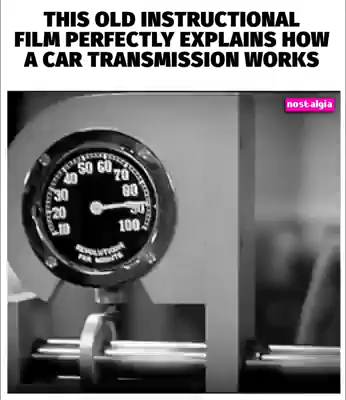 THIS OLD INSTRUCTIONAL
FILM PERFECTLY EXPLAINS HOW
A CAR TRANSMISSION WORKS
nostalgia
10 20 30 40 50 60 70 80 90 100
REVOLUTIONS
PER MINUTE